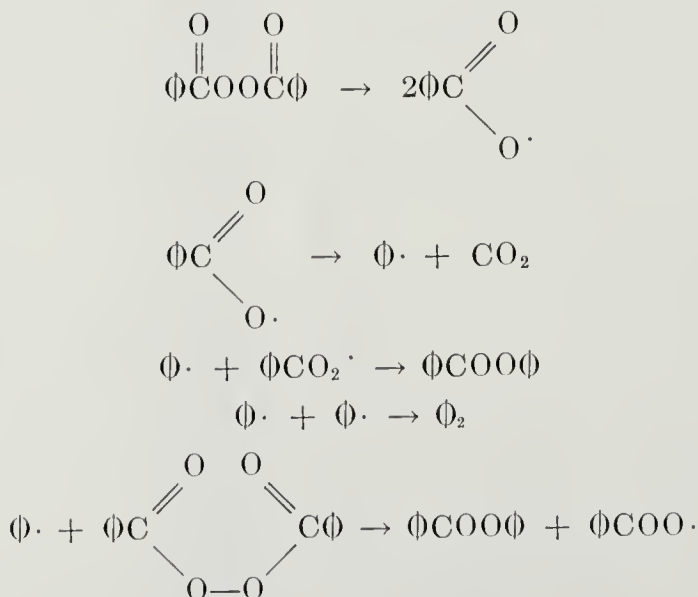 O O
ΦCOOCΦ → 2ΦC
O
O·
O
ΦC → Φ· + CO₂
O·
Φ· + ΦCO₂· → ΦCOOΦ
Φ· + Φ· → Φ₂
O O
Φ· + ΦC CΦ → ΦCOOΦ + ΦCOO·
O—O